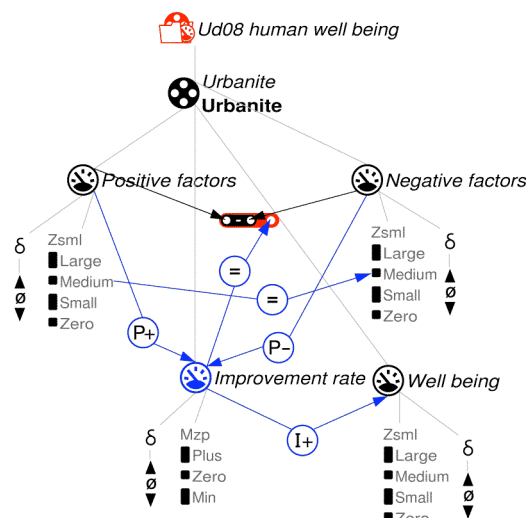 Ud08 human well being
Urbanite
Urbanite
Positive factors
Negative factors
δ
ø
Zsml
Large
Medium
Small
Zero
-
=
=
Zsml
Large
Medium
Small
Zero
δ
ø
P+
P-
Improvement rate
Well being
δ
ø
Mzp
Plus
Zero
Min
I+
Zsml
Large
Medium
Small
Zero
δ
ø